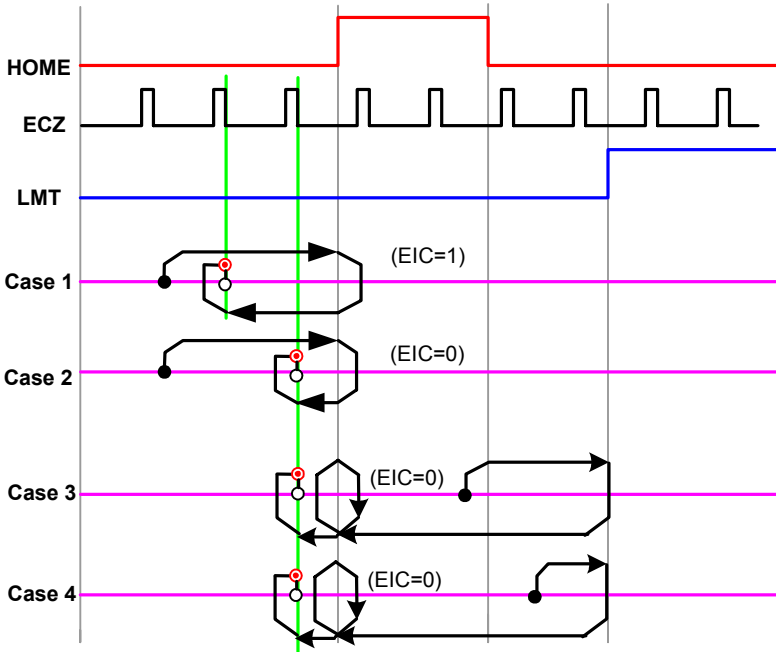 HOME
ECZ
LMT
(EIC=1)
Case 1
(EIC=0)
Case 2
(EIC=0)
Case 3
(EIC=0)
Case 4